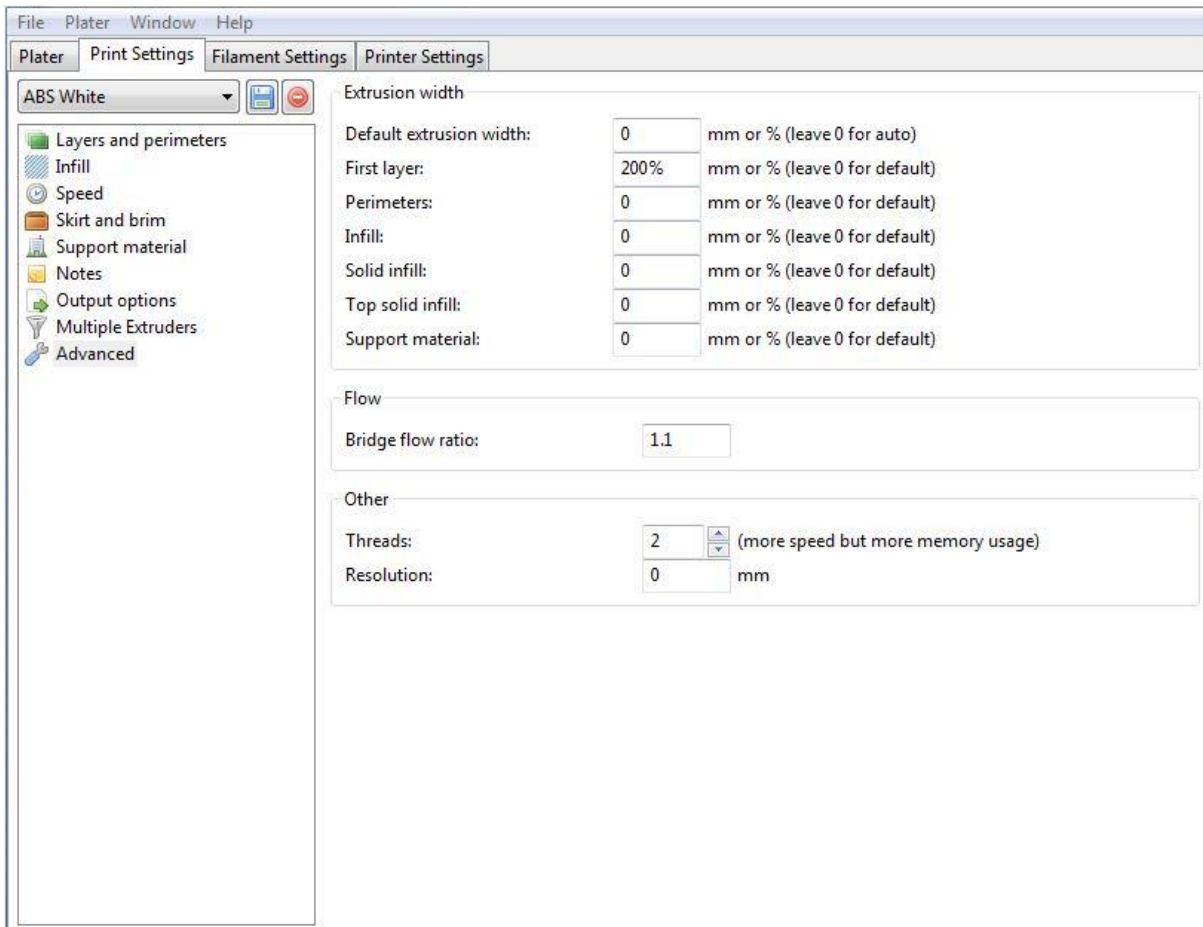 File Plater Window Help
Plater Print Settings Filament Settings Printer Settings
ABS White
Layers and perimeters
Infill
Speed
Skirt and brim
Support material
Notes
Output options
Multiple Extruders
Advanced
Extrusion width
Default extrusion width: 0 mm or % (leave 0 for auto)
First layer: 200% mm or % (leave 0 for default)
Perimeters: 0 mm or % (leave 0 for default)
Infill: 0 mm or % (leave 0 for default)
Solid infill: 0 mm or % (leave 0 for default)
Top solid infill: 0 mm or % (leave 0 for default)
Support material: 0 mm or % (leave 0 for default)
Flow
Bridge flow ratio: 1.1
Other
Threads: 2 (more speed but more memory usage)
Resolution: 0 mm